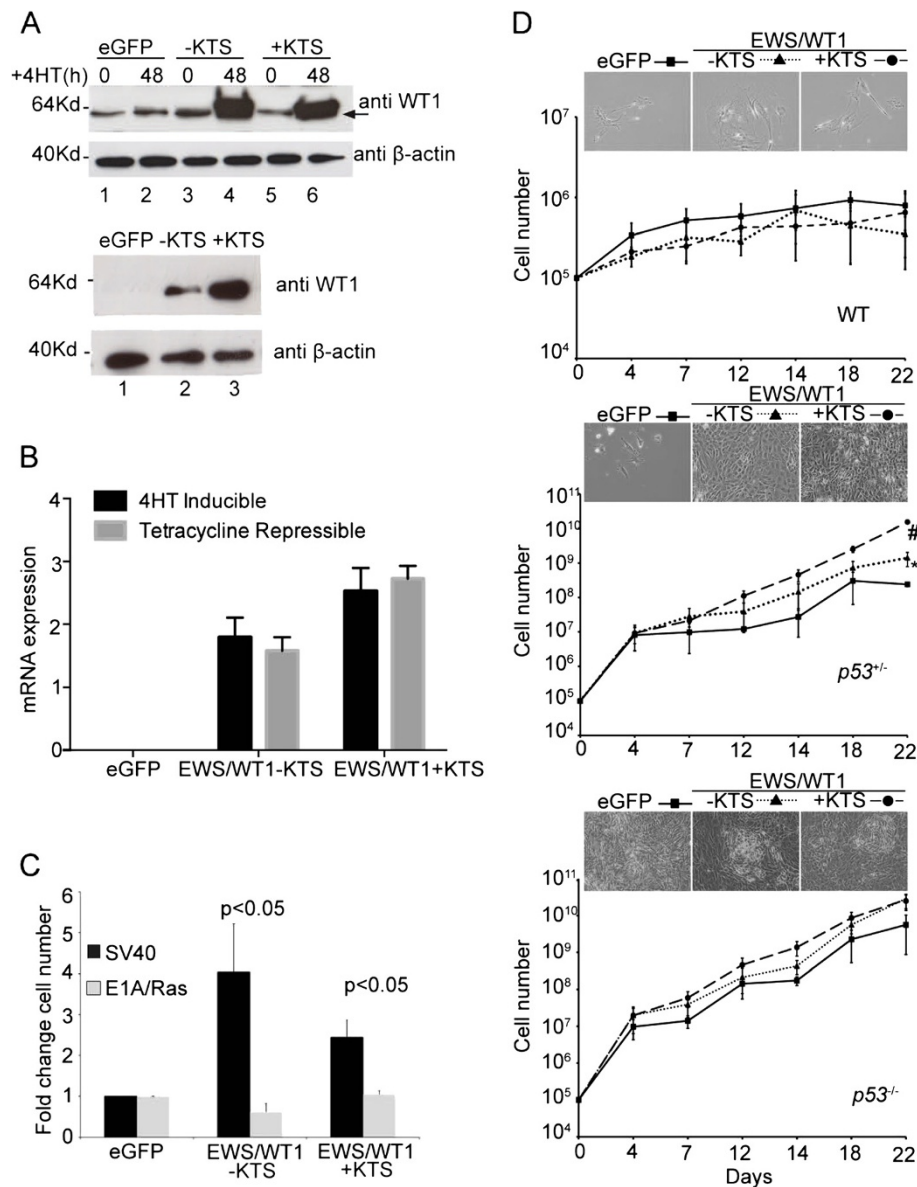 A
eGFP -KTS +KTS
+4HT(h) 0 48 0 48 0 48
64Kd anti WT1
40Kd anti β-actin
1 2 3 4 5 6
eGFP -KTS +KTS
64Kd anti WT1
40Kd anti β-actin
1 2 3
B
4HT Inducible
Tetracycline Repressible
mRNA expression
4
3
2
1
0
eGFP EWS/WT1-KTS EWS/WT1+KTS
C
Fold change cell number
6
5
4
3
2
1
0
SV40
E1A/Ras
p<0.05
p<0.05
eGFP EWS/WT1 -KTS EWS/WT1 +KTS
D
EWS/WT1
eGFP -KTS +KTS
Cell number
10⁷
10⁶
10⁵
10⁴
WT
0 4 7 12 14 18 22
EWS/WT1
eGFP -KTS +KTS
Cell number
10¹¹
10¹⁰
10⁹
10⁸
10⁷
10⁶
10⁵
10⁴
#
*
p53⁺/⁻
0 4 7 12 14 18 22
EWS/WT1
eGFP -KTS +KTS
Cell number
10¹¹
10¹⁰
10⁹
10⁸
10⁷
10⁶
10⁵
10⁴
p53⁻/⁻
0 4 7 12 14 18 22
Days